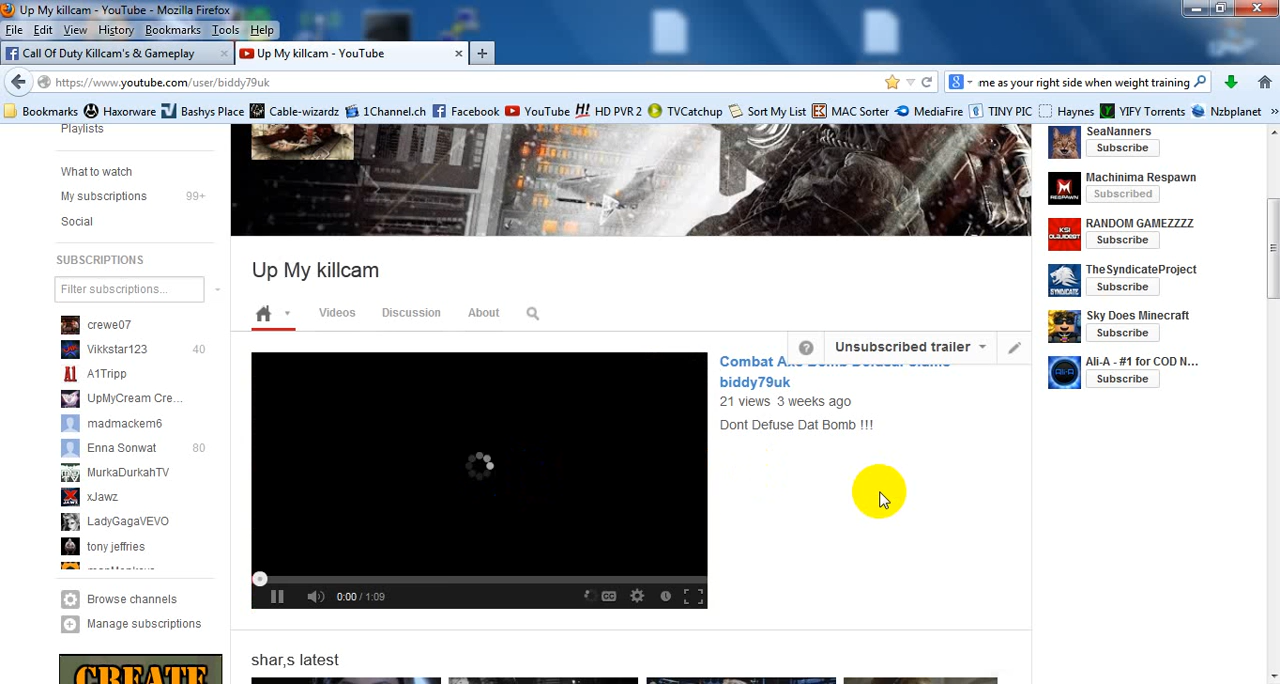 Up My killcam - YouTube - Mozilla Firefox
File Edit View History Bookmarks Tools Help
Call Of Duty Killcam's & Gameplay
Up My killcam - YouTube
https://www.youtube.com/user/biddy79uk
me as your right side when weight training
Bookmarks Haxorware Bashys Place Cable-wizardz 1Channel.ch Facebook YouTube HD PVR 2 TVCatchup Sort My List MAC Sorter MediaFire TINY PIC Haynes YIFY Torrents Nzbplanet
Playlists
What to watch
My subscriptions 99+
Social
SUBSCRIPTIONS
Filter subscriptions...
crewe07
Vikkstar123 40
A1Tripp
UpMyCream Cre...
madmackem6
Enna Sonwat 80
MurkaDurkahTV
xJawz
LadyGagaVEVO
tony jeffries
Browse channels
Manage subscriptions
CREATE
Up My killcam
Videos Discussion About
Unsubscribed trailer
Combat Axe Bomb
biddy79uk
21 views 3 weeks ago
Dont Defuse Dat Bomb !!!
0:00 / 1:09
CC
shar,s latest
SeaNanners
Subscribe
Machinima Respawn
Subscribed
RANDOM GAMEZZZZ
Subscribe
TheSyndicateProject
Subscribe
Sky Does Minecraft
Subscribe
Ali-A - #1 for COD N...
Subscribe